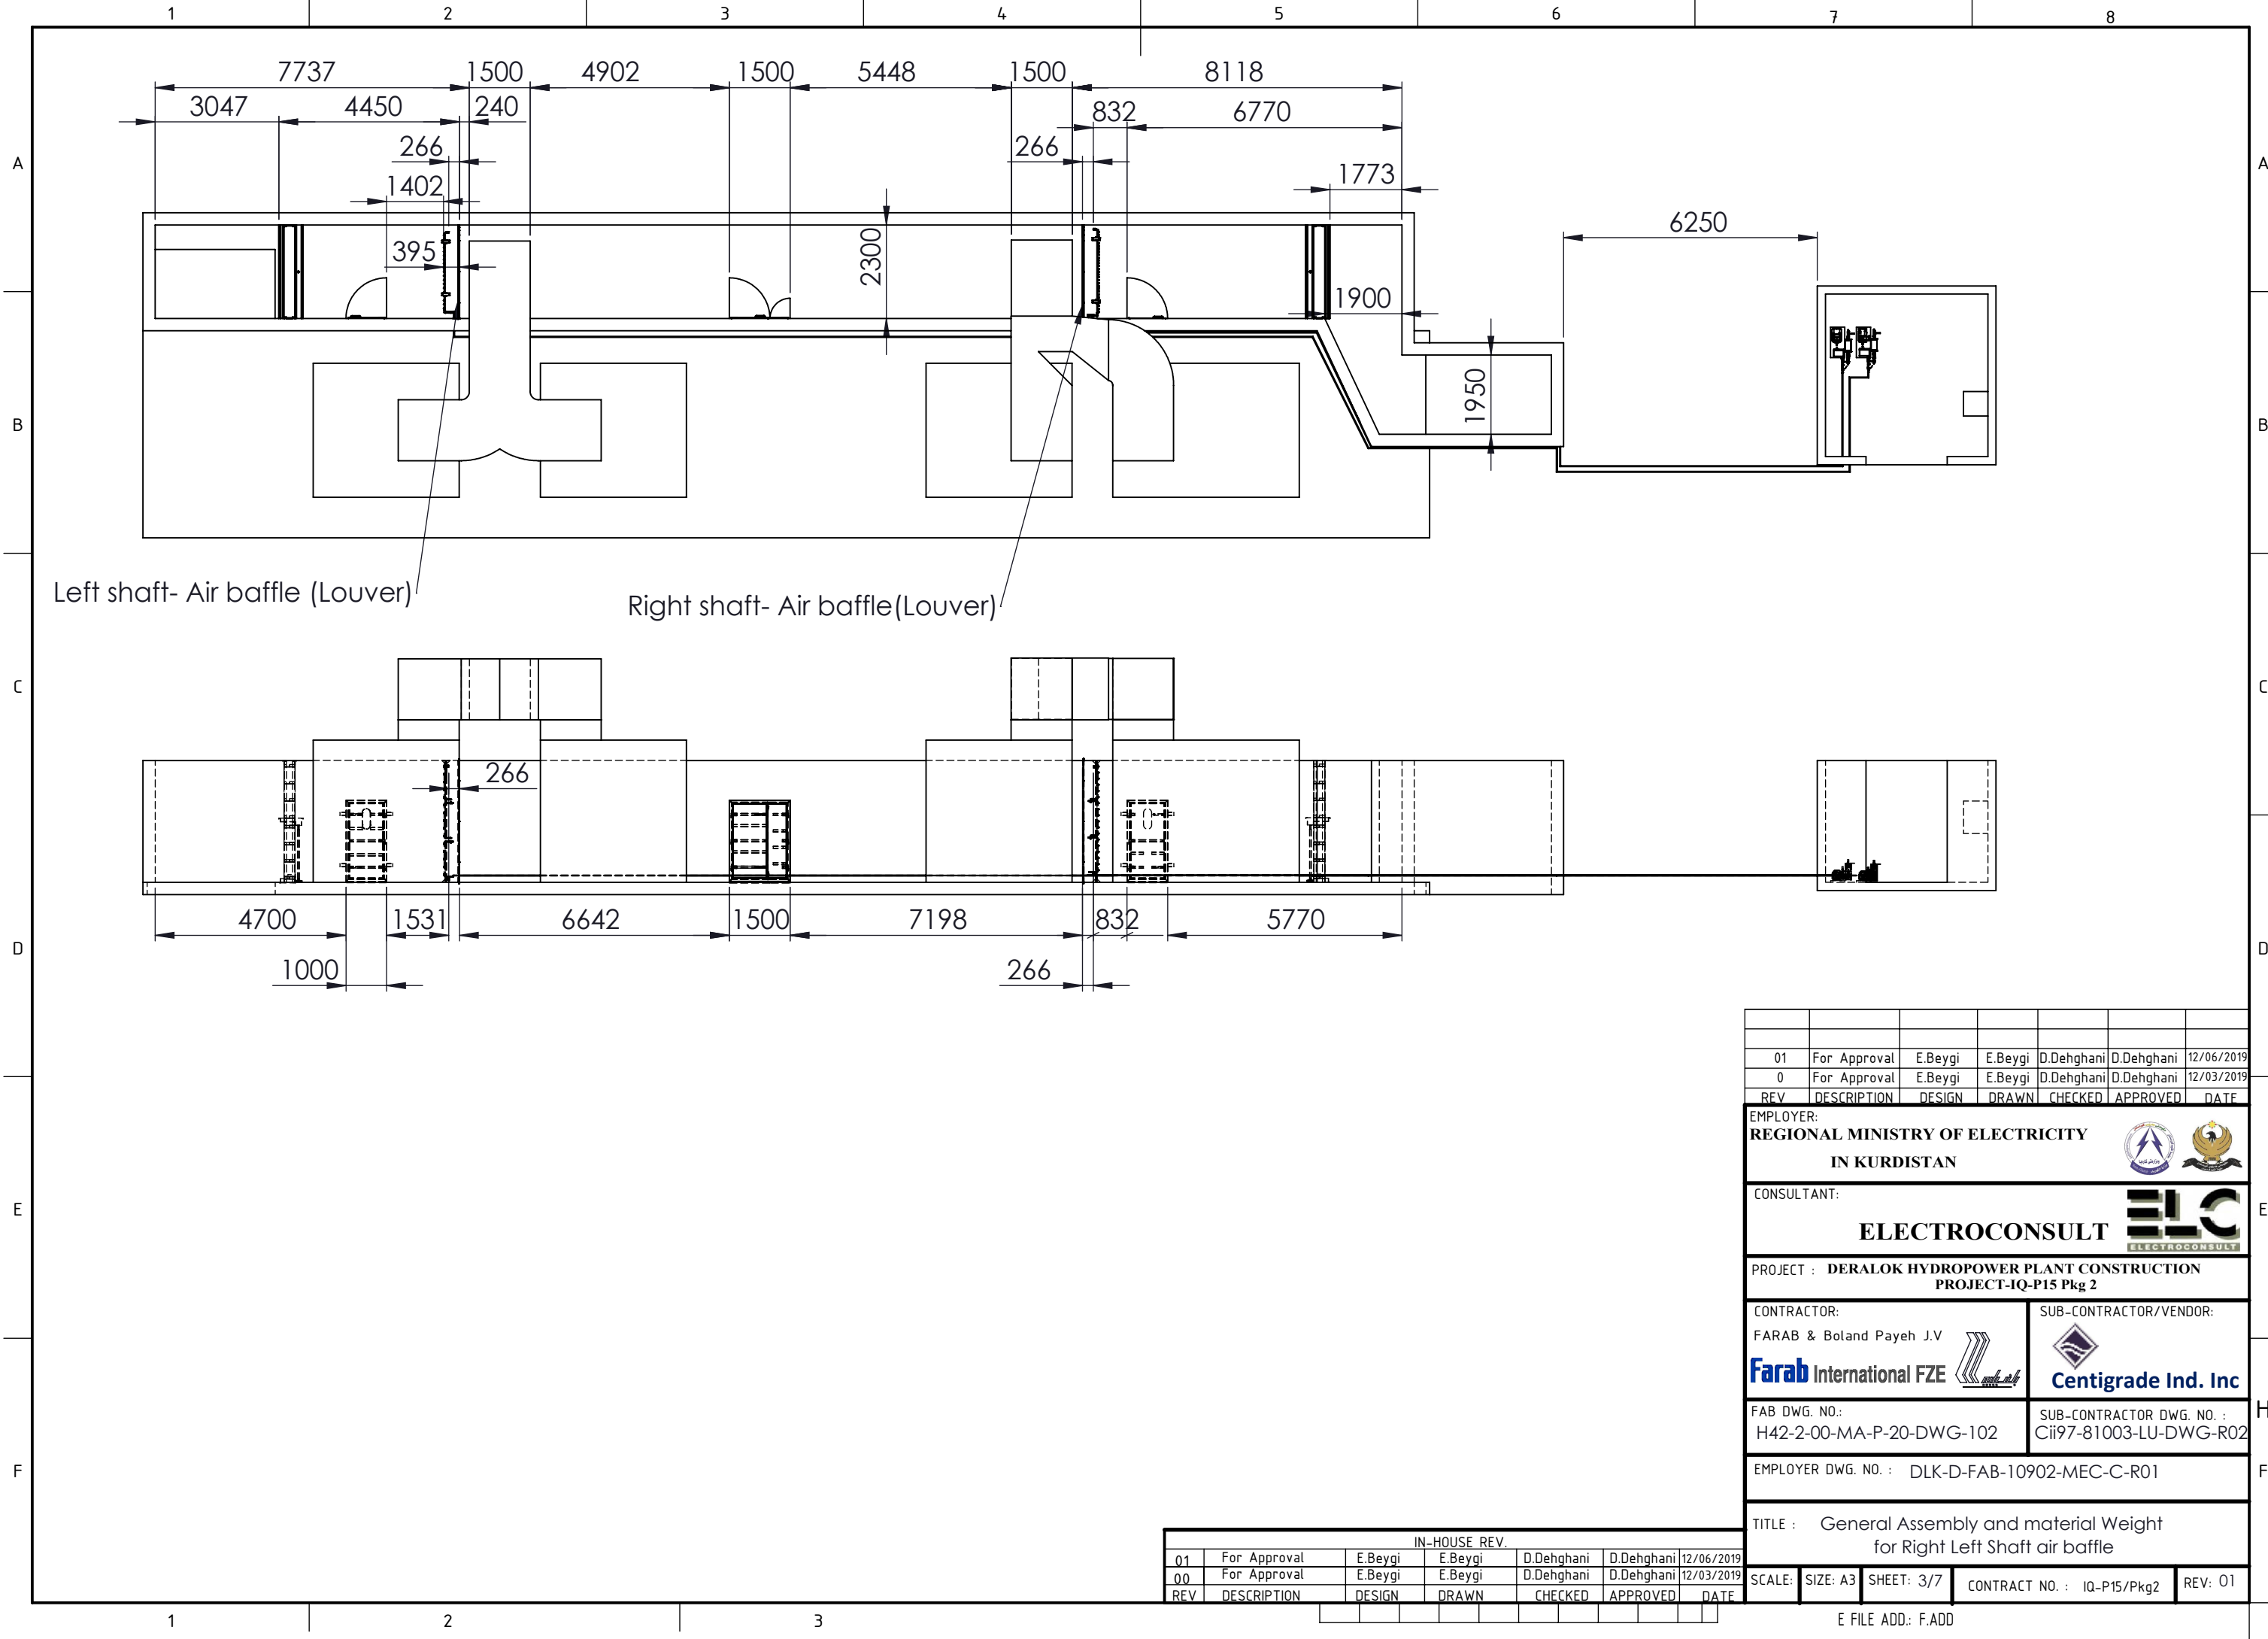 1 2 3 4 5 6 7 8
7737 1500 4902 1500 5448 1500 8118
3047 4450 240 832 6770
266 266
1402 1773
6250
395 2300
1900
1950
Left shaft- Air baffle (Louver)
Right shaft- Air baffle(Louver)
266
4700 1531 6642 1500 7198 832 5770
1000 266
A A
B B
C C
D D
E E
H
F F
01 For Approval E.Beygi E.Beygi D.Dehghani D.Dehghani 12/06/2019
0 For Approval E.Beygi E.Beygi D.Dehghani D.Dehghani 12/03/2019
REV DESCRIPTION DESIGN DRAWN CHECKED APPROVED DATE
EMPLOYER:
REGIONAL MINISTRY OF ELECTRICITY
IN KURDISTAN
CONSULTANT:
ELECTROCONSULT
ELC
ELECTROCONSULT
PROJECT : DERALOK HYDROPOWER PLANT CONSTRUCTION
PROJECT-IQ-P15 Pkg 2
CONTRACTOR:
FARAB & Boland Payeh J.V
Farab International FZE
SUB-CONTRACTOR/VENDOR:
Centigrade Ind. Inc
FAB DWG. NO.:
H42-2-00-MA-P-20-DWG-102
SUB-CONTRACTOR DWG. NO. :
Cii97-81003-LU-DWG-R02
EMPLOYER DWG. NO. : DLK-D-FAB-10902-MEC-C-R01
TITLE : General Assembly and material Weight
for Right Left Shaft air baffle
SCALE: SIZE: A3 SHEET: 3/7 CONTRACT NO. : IQ-P15/Pkg2 REV: 01
IN-HOUSE REV.
01 For Approval E.Beygi E.Beygi D.Dehghani D.Dehghani 12/06/2019
00 For Approval E.Beygi E.Beygi D.Dehghani D.Dehghani 12/03/2019
REV DESCRIPTION DESIGN DRAWN CHECKED APPROVED DATE
1 2 3
E FILE ADD.: F.ADD